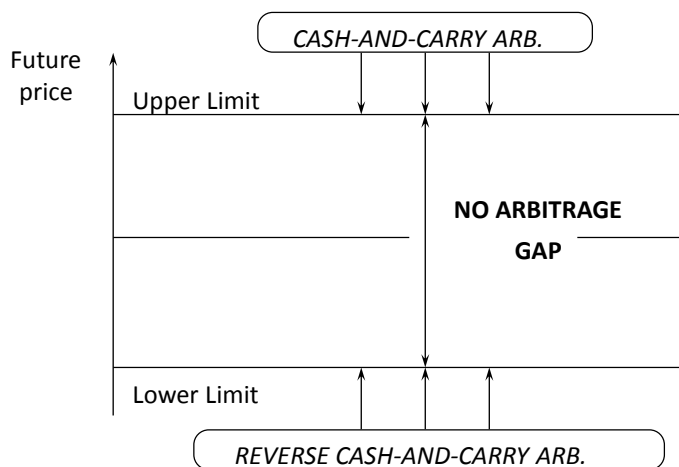 CASH-AND-CARRY ARB.
Future
price
Upper Limit
NO ARBITRAGE
GAP
Lower Limit
REVERSE CASH-AND-CARRY ARB.